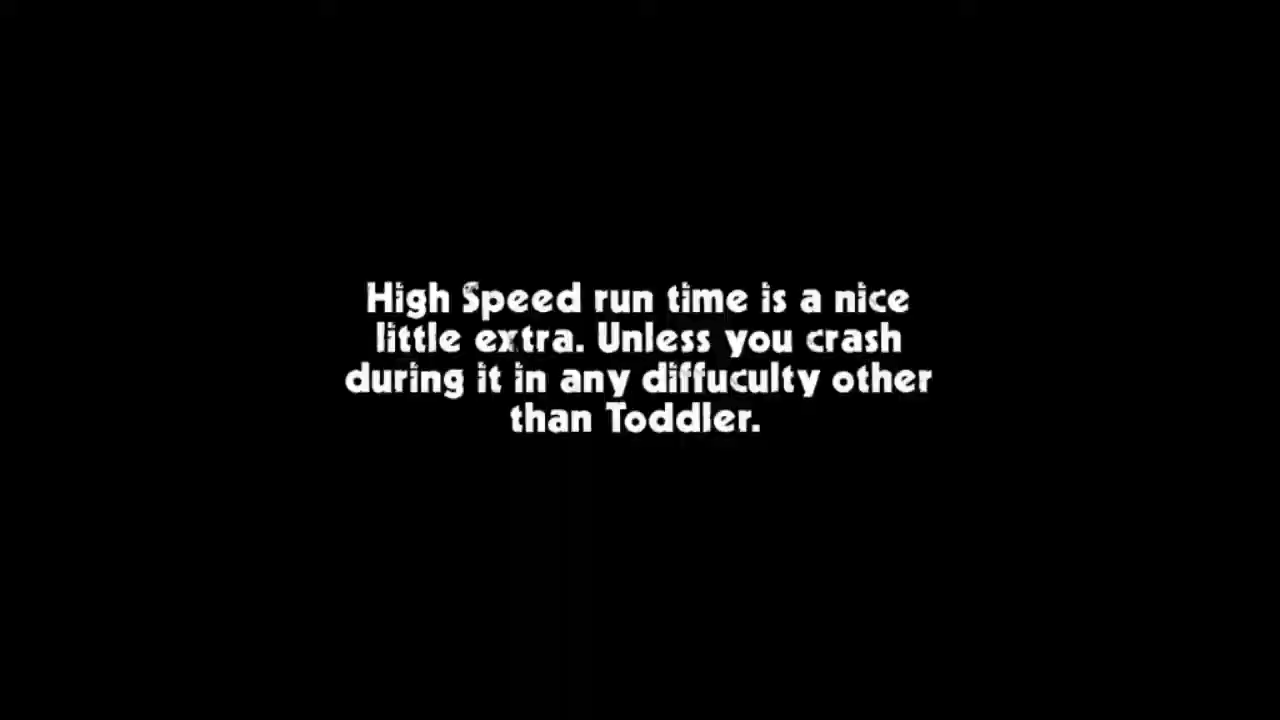 High Speed run time is a nice
little extra. Unless you crash
during it in any diffuculty other
than Toddler.